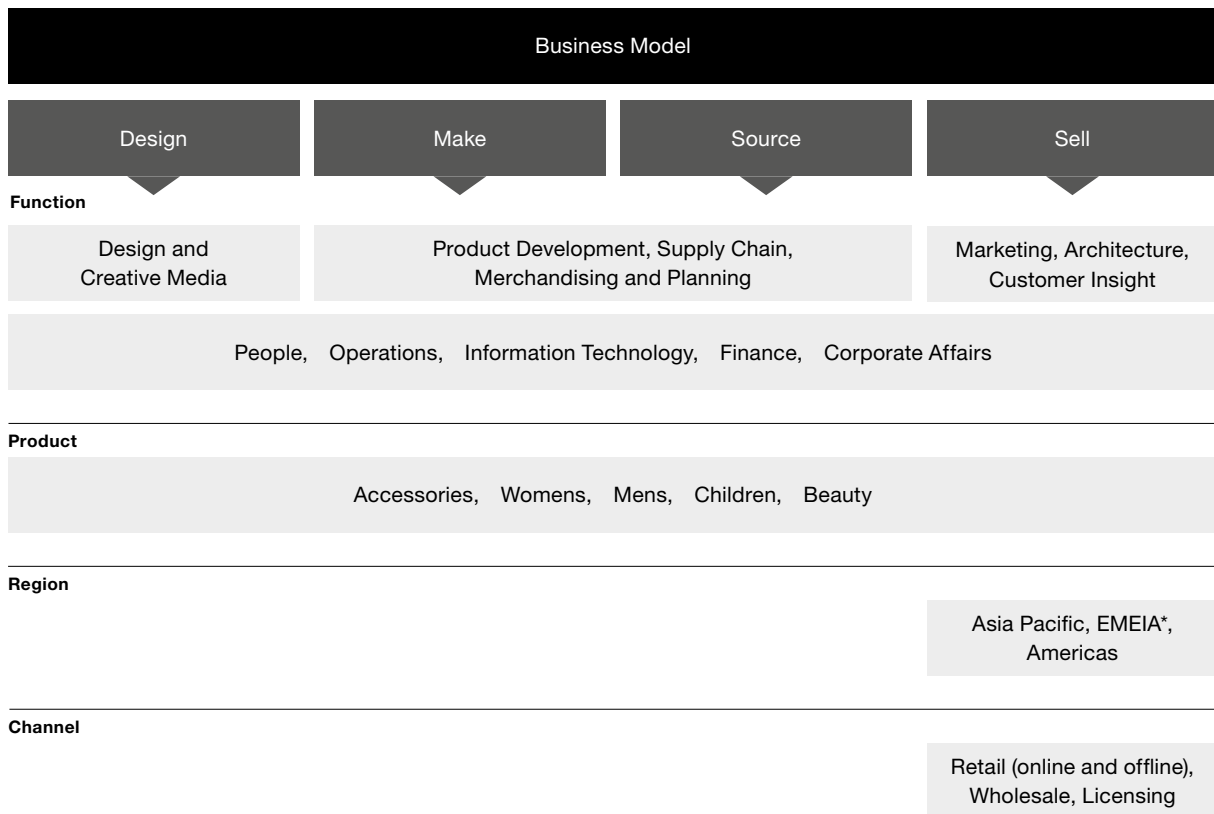 Business Model
Design
Make
Source
Sell
Function
Design and
Creative Media
Product Development, Supply Chain,
Merchandising and Planning
Marketing, Architecture,
Customer Insight
People, Operations, Information Technology, Finance, Corporate Affairs
Product
Accessories, Womens, Mens, Children, Beauty
Region
Asia Pacific, EMEIA*,
Americas
Channel
Retail (online and offline),
Wholesale, Licensing